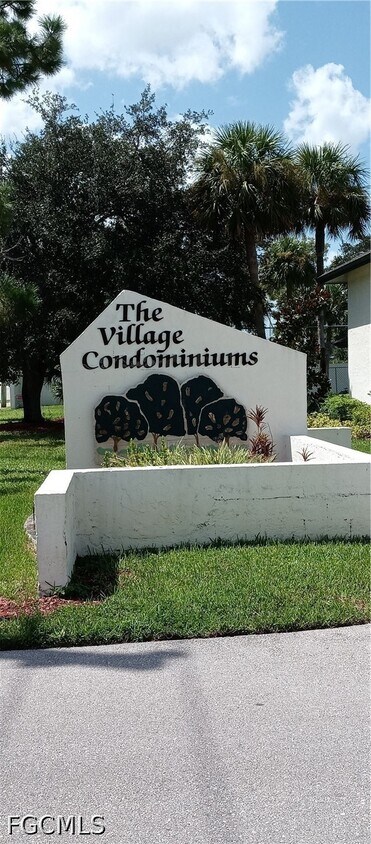 The
Village
Condominiums
FGCMLS